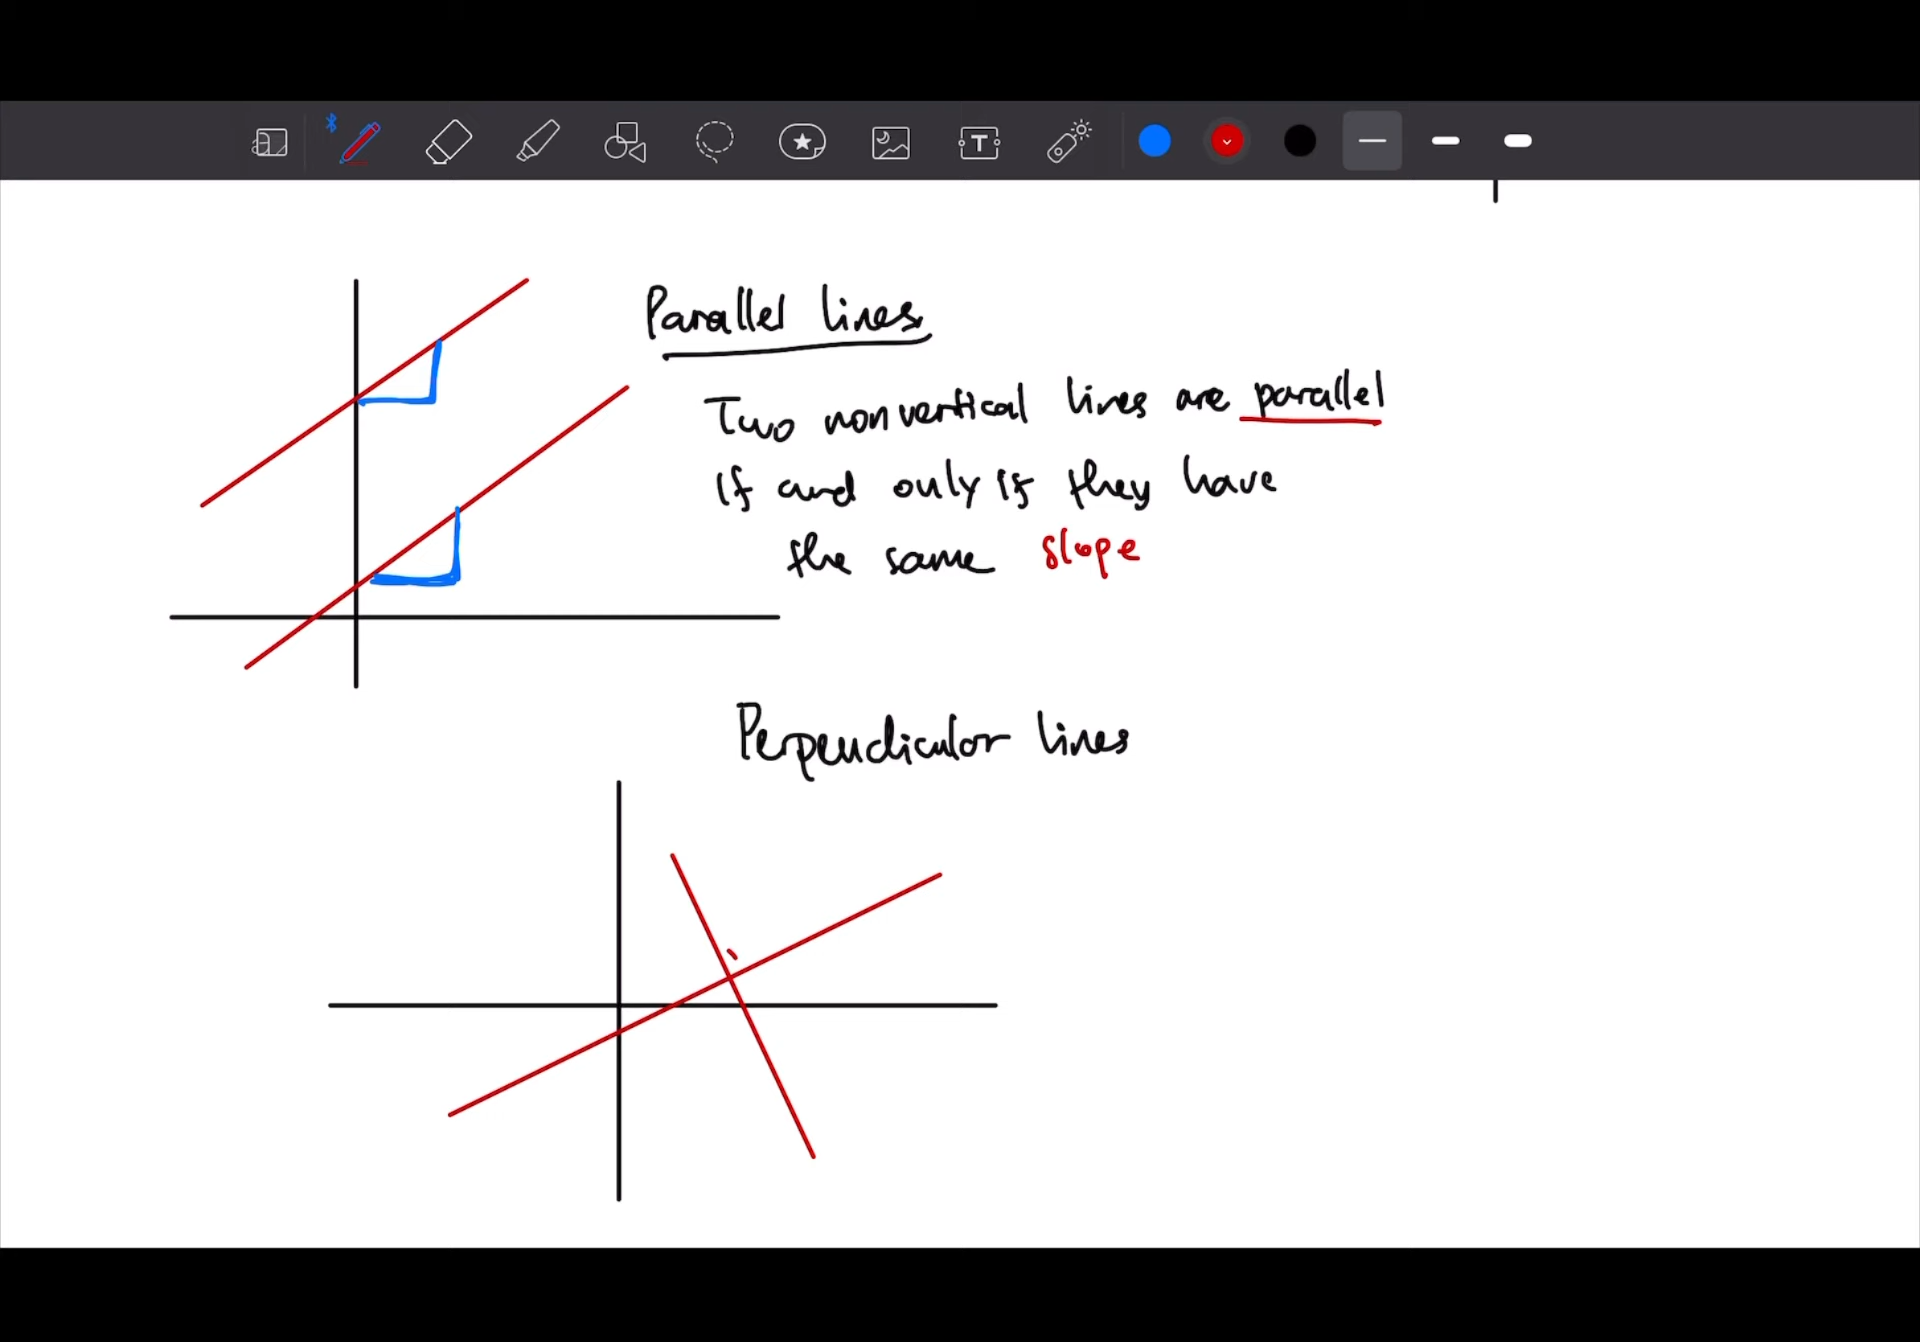 Parallel lines
Two nonvertical lines are parallel
if and only if they have
the same slope
Perpendicular lines